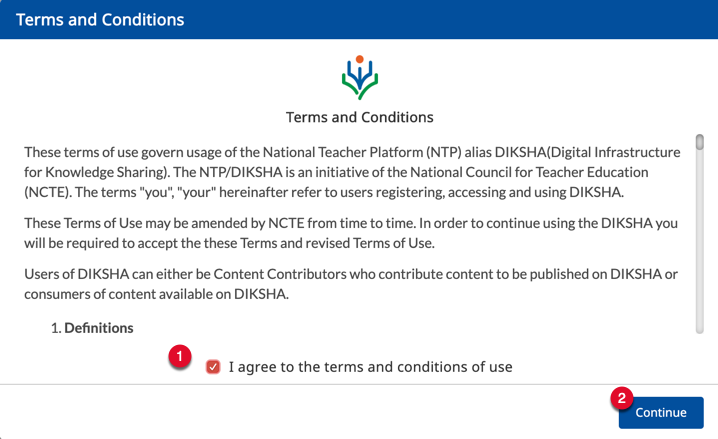 Terms and Conditions
Terms and Conditions
These terms of use govern usage of the National Teacher Platform (NTP) alias DIKSHA(Digital Infrastructure
for Knowledge Sharing). The NTP/DIKSHA is an initiative of the National Council for Teacher Education
(NCTE). The terms "you", "your" hereinafter refer to users registering, accessing and using DIKSHA.
These Terms of Use may be amended by NCTE from time to time. In order to continue using the DIKSHA you
will be required to accept the these Terms and revised Terms of Use.
Users of DIKSHA can either be Content Contributors who contribute content to be published on DIKSHA or
consumers of content available on DIKSHA.
1. Definitions
1
I agree to the terms and conditions of use
2
Continue